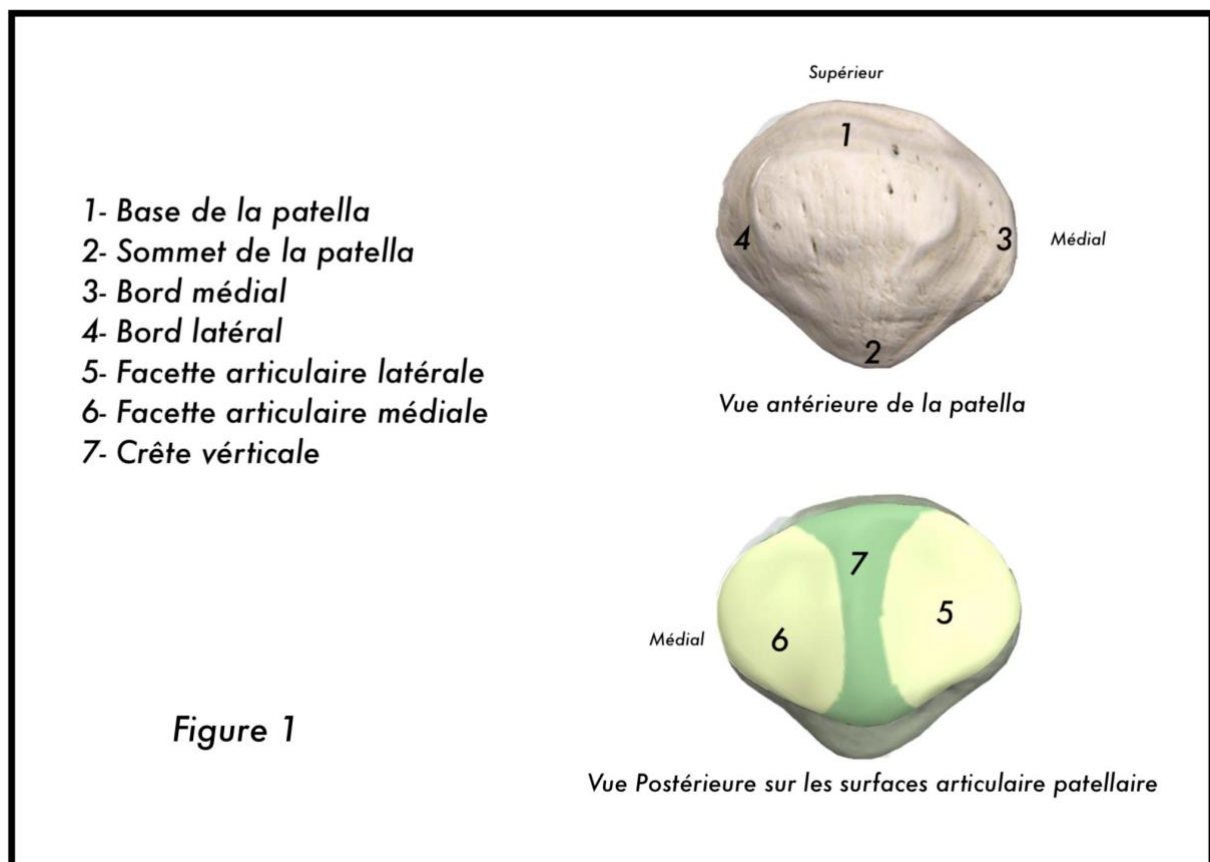 1- Base de la patella
2- Sommet de la patella
3- Bord médial
4- Bord latéral
5- Facette articulaire latérale
6- Facette articulaire médiale
7- Crête vérticale
Figure 1
Supérieur
1
4
3
Médial
2
Vue antérieure de la patella
7
5
Médial
6
Vue Postérieure sur les surfaces articulaire patellaire